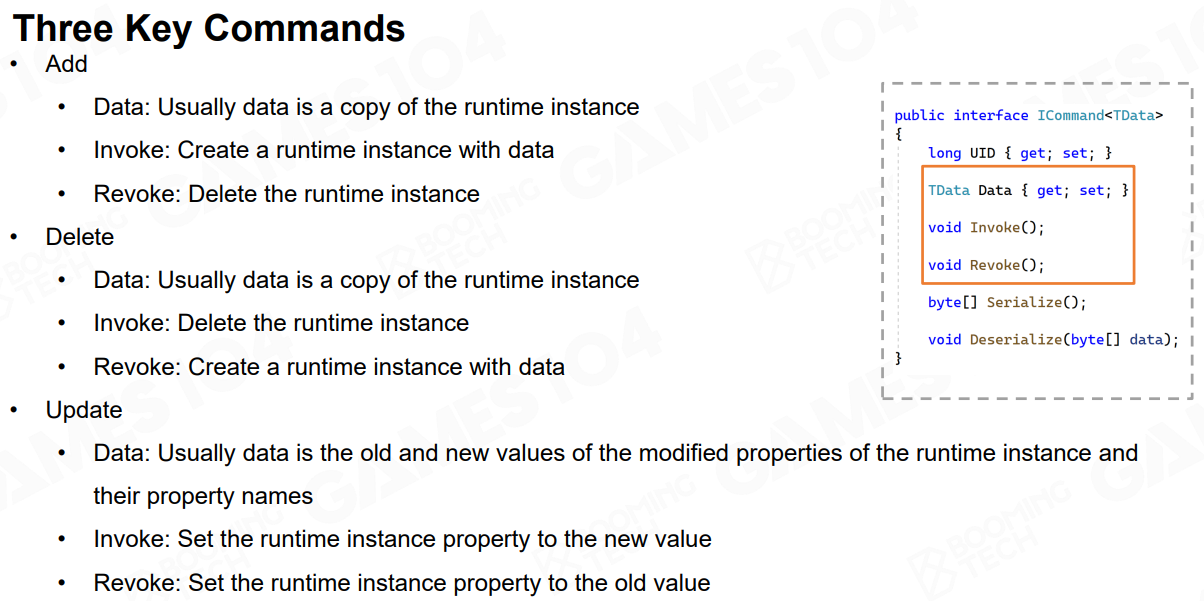 Three Key Commands
• Add
• Data: Usually data is a copy of the runtime instance
• Invoke: Create a runtime instance with data
• Revoke: Delete the runtime instance
• Delete
• Data: Usually data is a copy of the runtime instance
• Invoke: Delete the runtime instance
• Revoke: Create a runtime instance with data
• Update
• Data: Usually data is the old and new values of the modified properties of the runtime instance and
their property names
• Invoke: Set the runtime instance property to the new value
• Revoke: Set the runtime instance property to the old value
public interface ICommand<TData>
{
long UID { get; set; }
TData Data { get; set; }
void Invoke();
void Revoke();
byte[] Serialize();
void Deserialize(byte[] data);
}
GAMES104
BOOMING
TECH